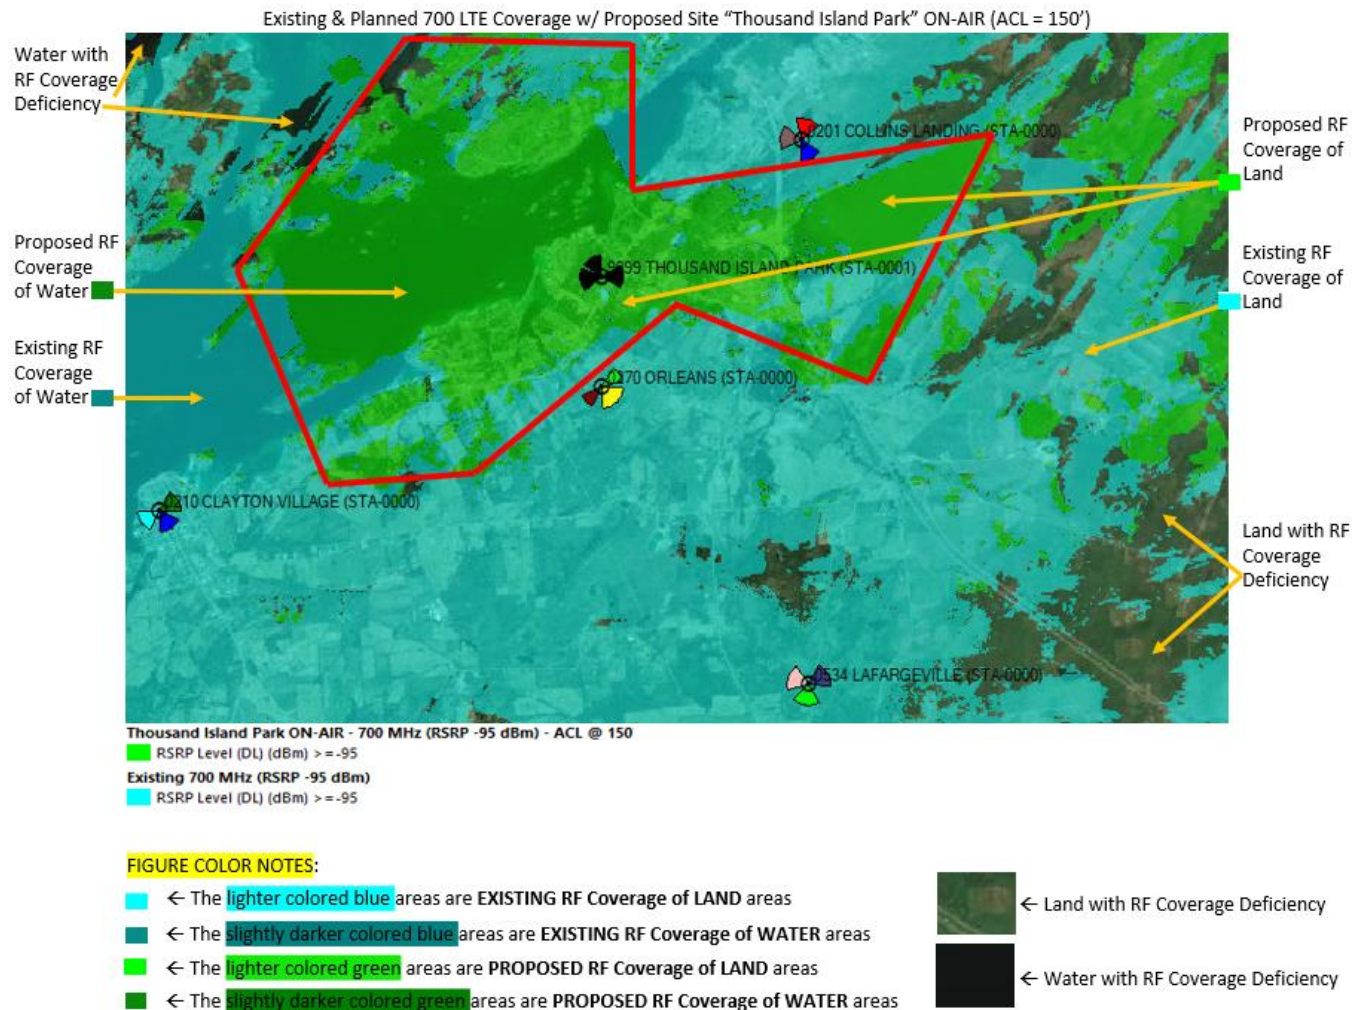 Existing & Planned 700 LTE Coverage w/ Proposed Site “Thousand Island Park” ON-AIR (ACL = 150’)
Water with
RF Coverage
Deficiency
Proposed RF
Coverage
of Water
Existing RF
Coverage
of Water
0201 COLLINS LANDING (STA-0000)
9899 THOUSAND ISLAND PARK (STA-0001)
ORLEANS (STA-0000)
0210 CLAYTON VILLAGE (STA-0000)
0534 LAFARGEVILLE (STA-0000)
Proposed RF
Coverage of
Land
Existing RF
Coverage of
Land
Land with RF
Coverage
Deficiency
Thousand Island Park ON-AIR - 700 MHz (RSRP -95 dBm) - ACL @ 150
RSRP Level (DL) (dBm) >=-95
Existing 700 MHz (RSRP -95 dBm)
RSRP Level (DL) (dBm) >=-95
FIGURE COLOR NOTES:
← The lighter colored blue areas are EXISTING RF Coverage of LAND areas
← The slightly darker colored blue areas are EXISTING RF Coverage of WATER areas
← The lighter colored green areas are PROPOSED RF Coverage of LAND areas
← The slightly darker colored green areas are PROPOSED RF Coverage of WATER areas
← Land with RF Coverage Deficiency
← Water with RF Coverage Deficiency